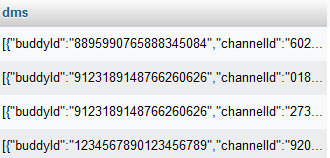 dms
[{"buddyId":"8895990765888345084","channelId":"602...
[{"buddyId":"9123189148766260626","channelId":"018...
[{"buddyId":"9123189148766260626","channelId":"273...
[{"buddyId":"1234567890123456789","channelId":"920...